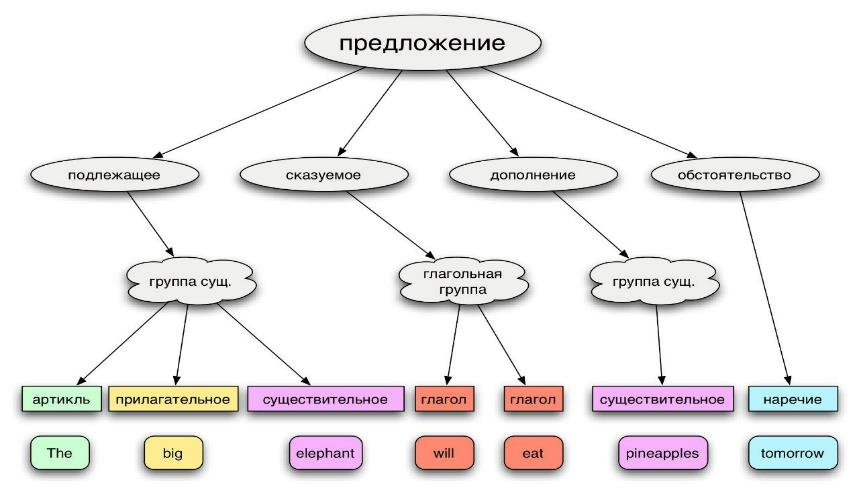 предложение
подлежащее
сказуемое
дополнение
обстоятельство
группа сущ.
глагольная
группа
группа сущ.
артикль
прилагательное
существительное
глагол
глагол
существительное
наречие
The
big
elephant
will
eat
pineapples
tomorrow